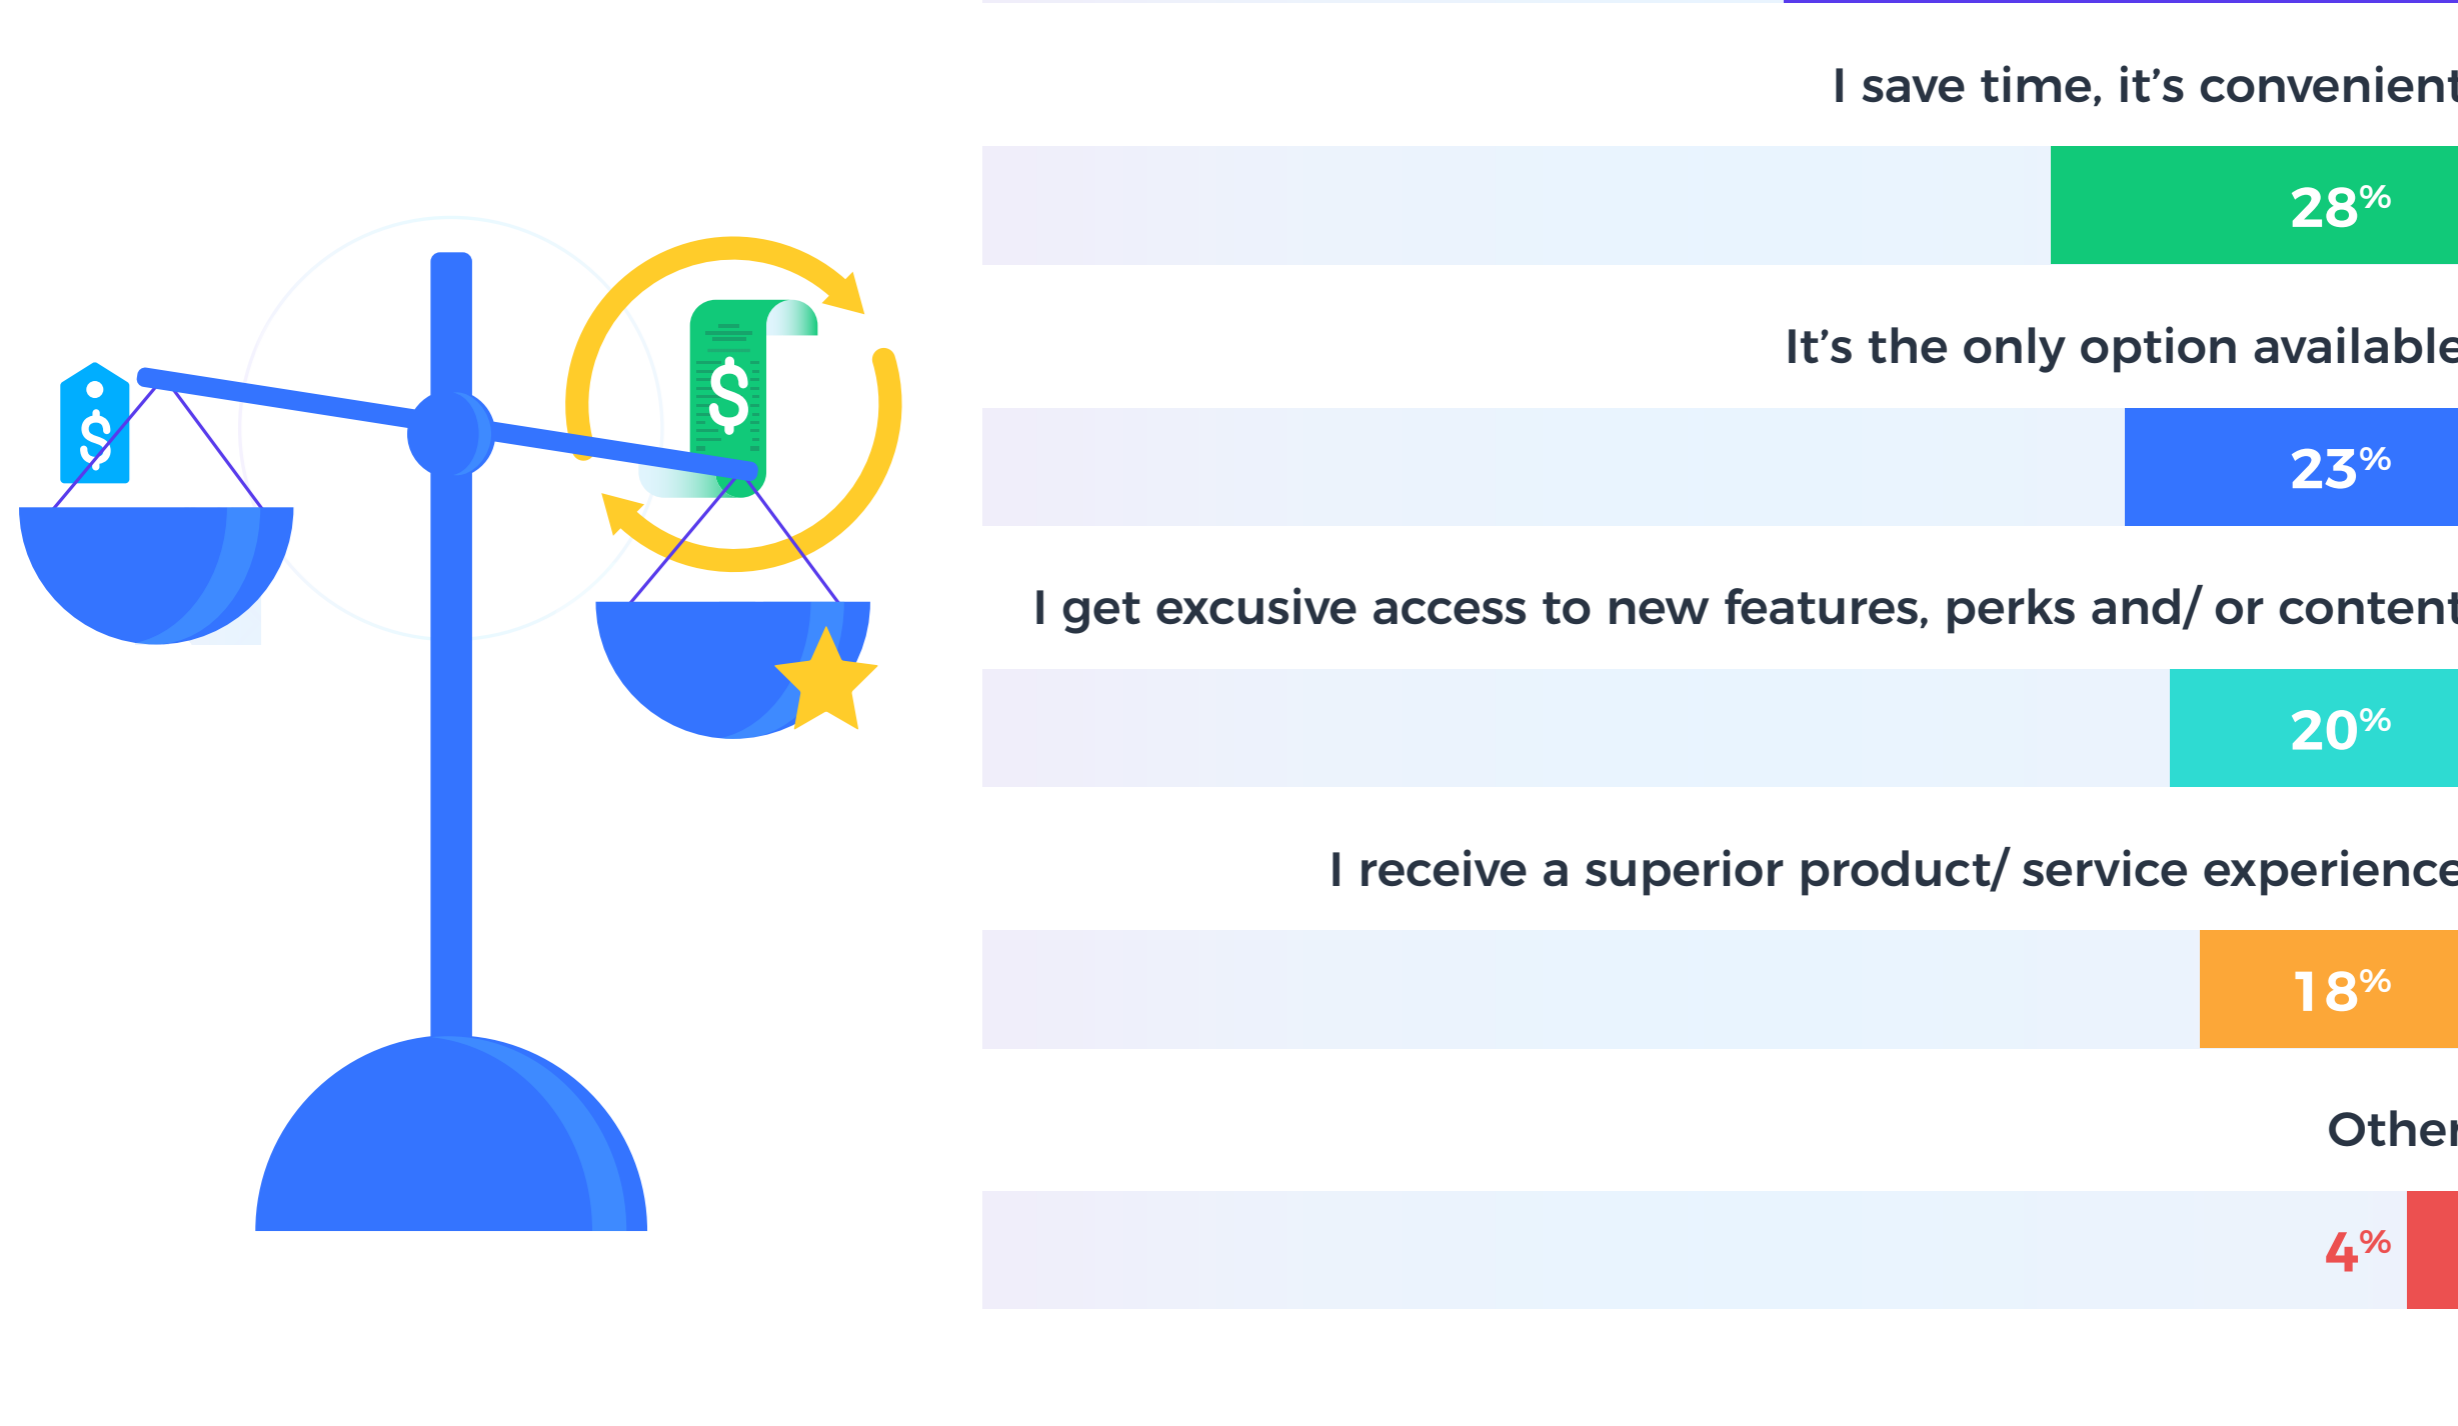 I save time, it’s convenient
28%
It’s the only option available
23%
I get excusive access to new features, perks and/ or content
20%
I receive a superior product/ service experience
18%
Other
4%
$
$